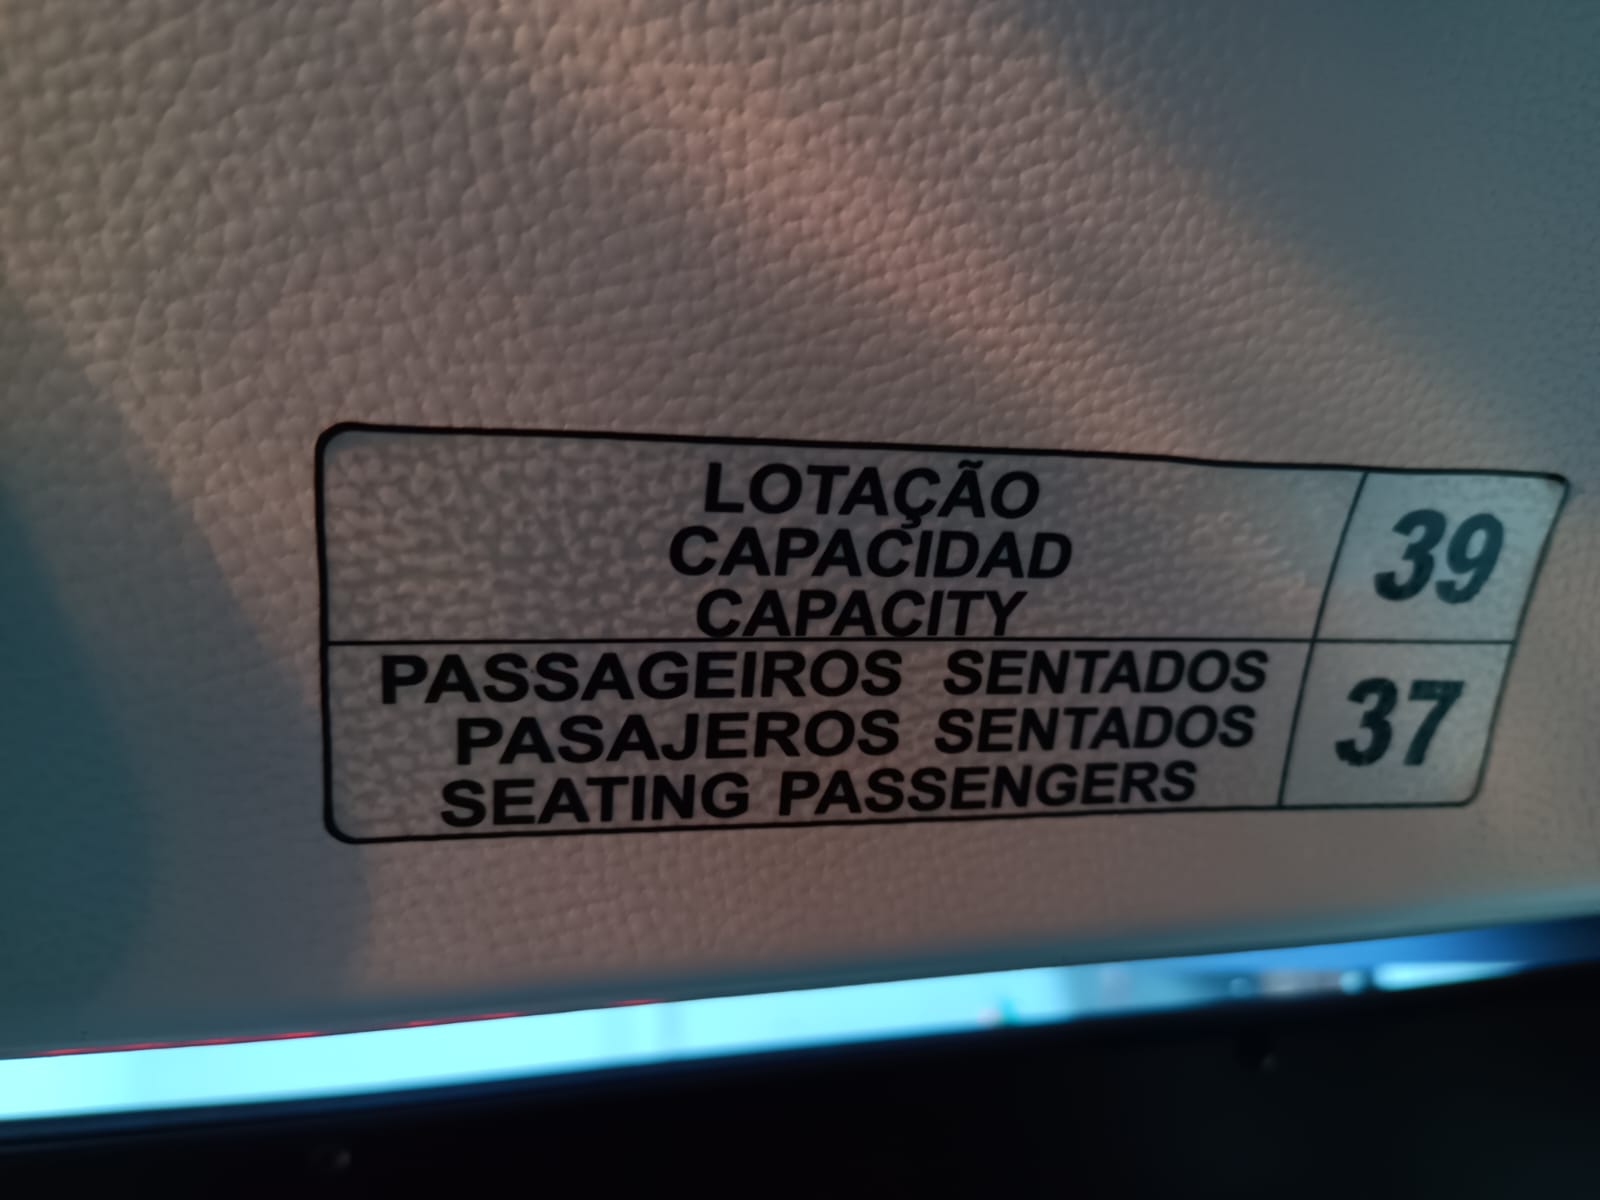 LOTAÇÃO
CAPACIDAD
CAPACITY
39
PASSAGEIROS SENTADOS
PASAJEROS SENTADOS
SEATING PASSENGERS
37